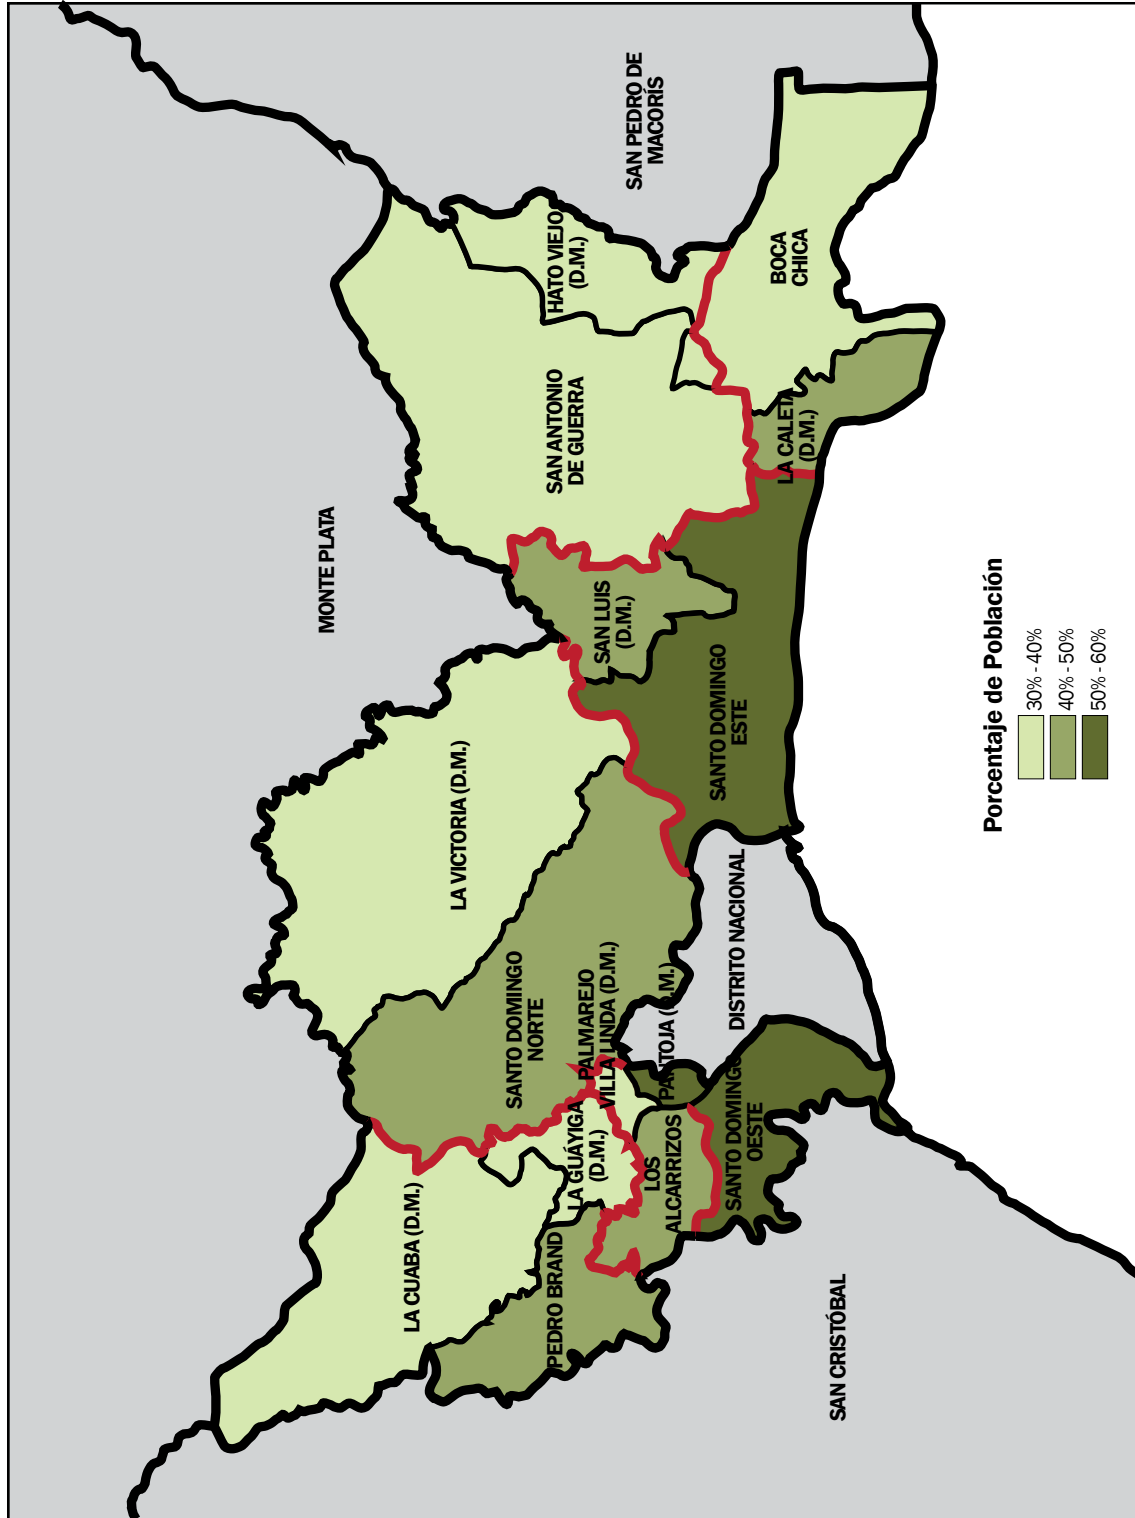 MONTE PLATA
SAN PEDRO DE
MACORÍS
HATO VIEJO
(D.M.)
SAN ANTONIO
DE GUERRA
BOCA
CHICA
LA CALETA
(D.M.)
SAN LUIS
(D.M.)
LA VICTORIA (D.M.)
SANTO DOMINGO
ESTE
SANTO DOMINGO
NORTE
PALMAREJO
VILLA LINDA (D.M.)
PANTOJA (D.M.)
DISTRITO NACIONAL
LA CUABA (D.M.)
LA GUÁYIGA
(D.M.)
LOS
ALCARRIZOS
SANTO DOMINGO
OESTE
PEDRO BRAND
SAN CRISTÓBAL
Porcentaje de Población
30% - 40%
40% - 50%
50% - 60%